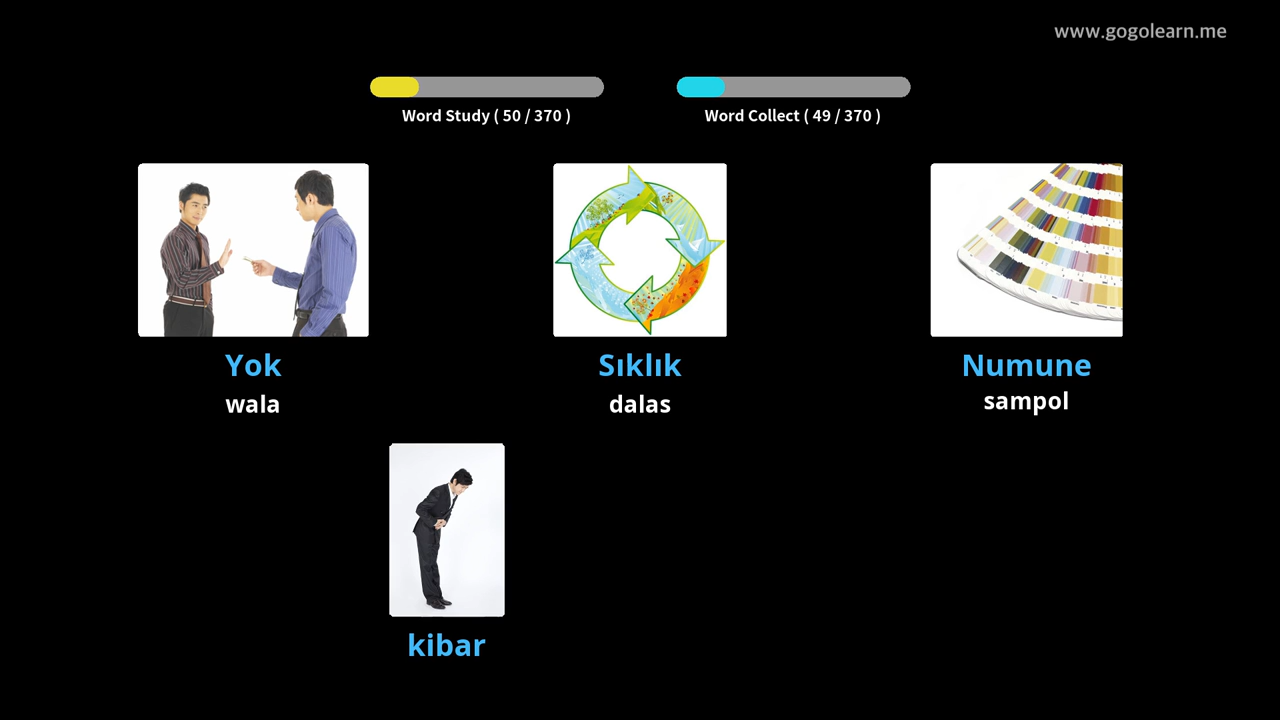 www.gogolearn.me
Word Study ( 50 / 370 )
Word Collect ( 49 / 370 )
Yok
wala
Sıklık
dalas
Numune
sampol
kibar